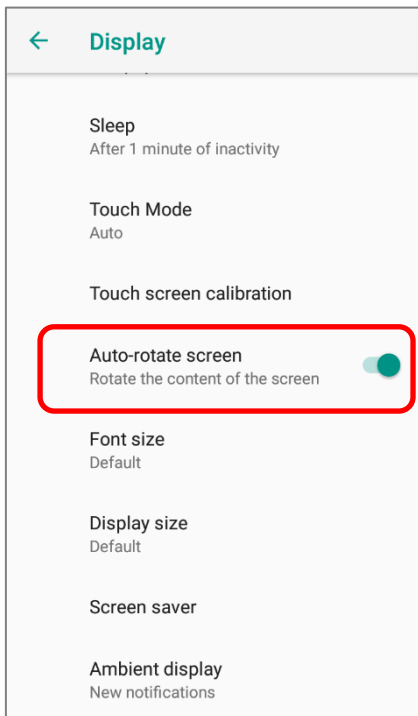 Display
Sleep
After 1 minute of inactivity
Touch Mode
Auto
Touch screen calibration
Auto-rotate screen
Rotate the content of the screen
Font size
Default
Display size
Default
Screen saver
Ambient display
New notifications